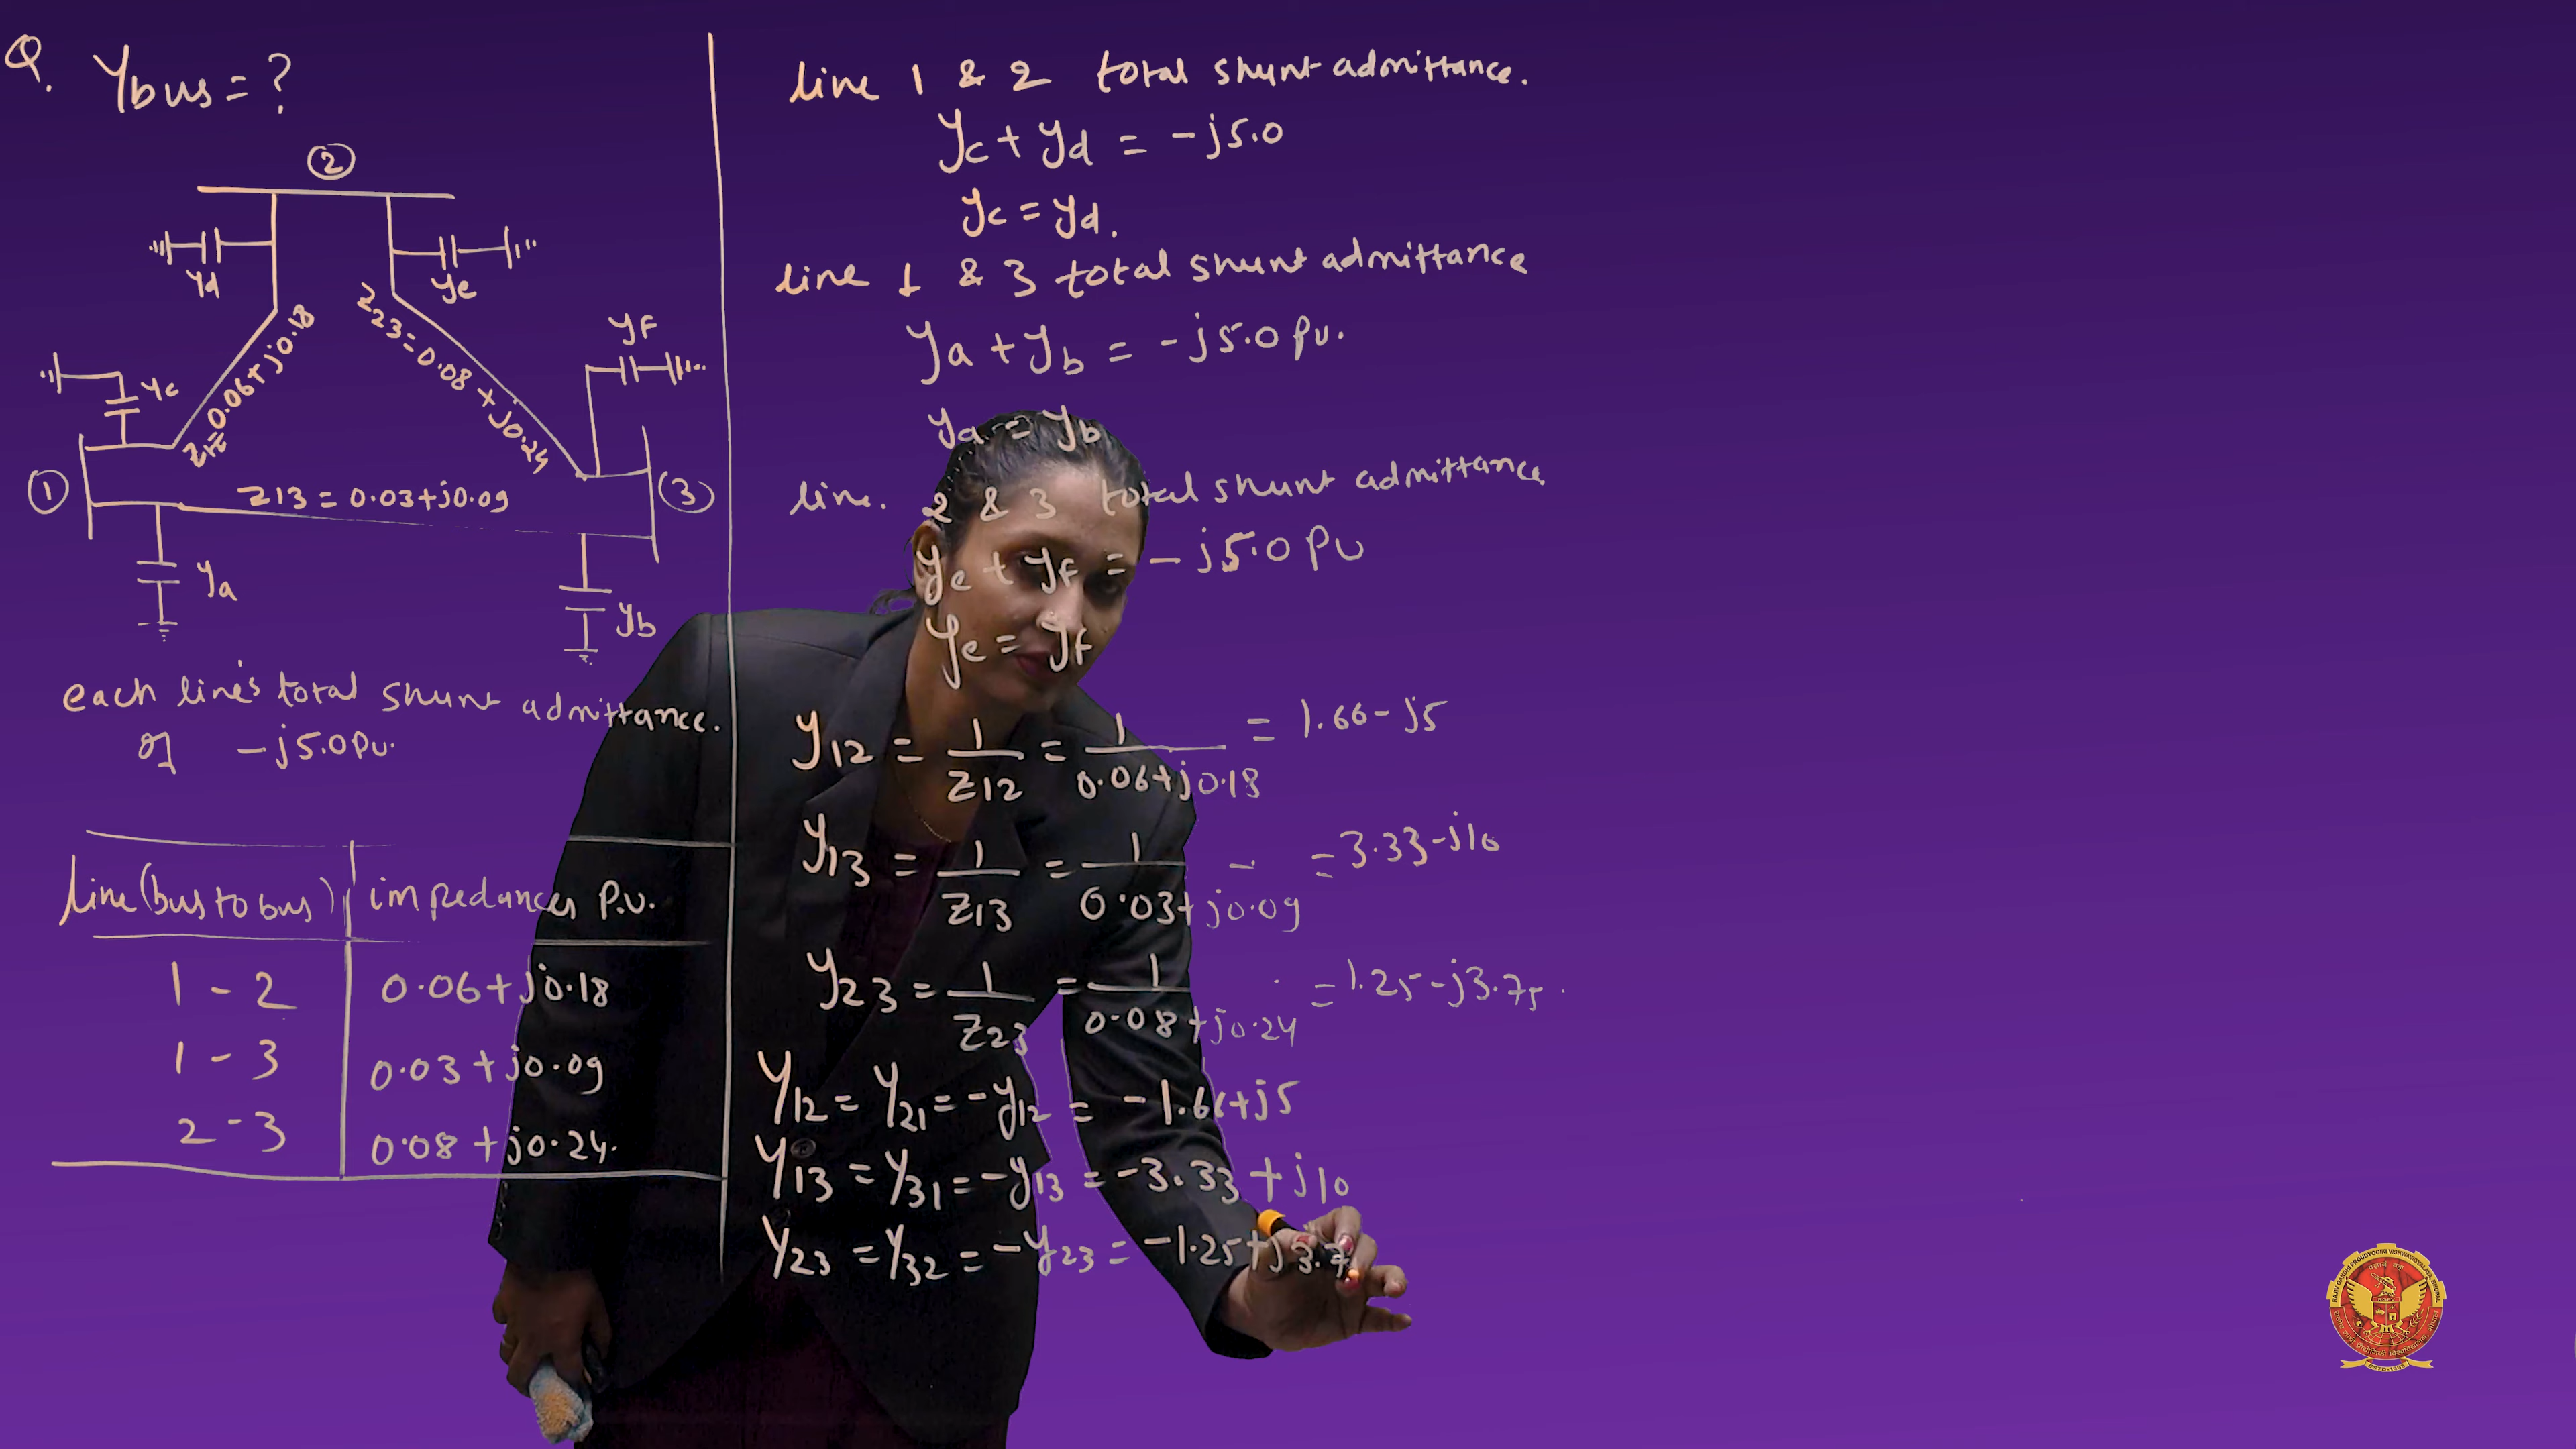 Q. Ybus = ?
②
yd
ye
Z12=0.06+j0.18
Z23=0.08+j0.24
yF
yc
①
Z13 = 0.03+j0.09
③
ya
yb
each line's total shunt admittance.
of -j5.0pu.
line (bus to bus) impedances P.U.
1 - 2 0.06+j0.18
1 - 3 0.03+j0.09
2 - 3 0.08+j0.24.
line 1 & 2 total shunt admittance.
yc + yd = -j5.0
yc = yd.
line 1 & 3 total shunt admittance
ya + yb = -j5.0 pu.
ya = yb
line. 2 & 3 total shunt admittance
ye + yf = -j5.0 PU
ye = yf
y12 = 1/Z12 = 1/0.06+j0.18 = 1.66-j5
y13 = 1/Z13 = 1/0.03+j0.09 = 3.33-j10
y23 = 1/Z23 = 1/0.08+j0.24 = 1.25-j3.75.
Y12 = Y21 = -y12 = -1.66+j5
Y13 = Y31 = -y13 = -3.33+j10
Y23 = Y32 = -y23 = -1.25+j3.7